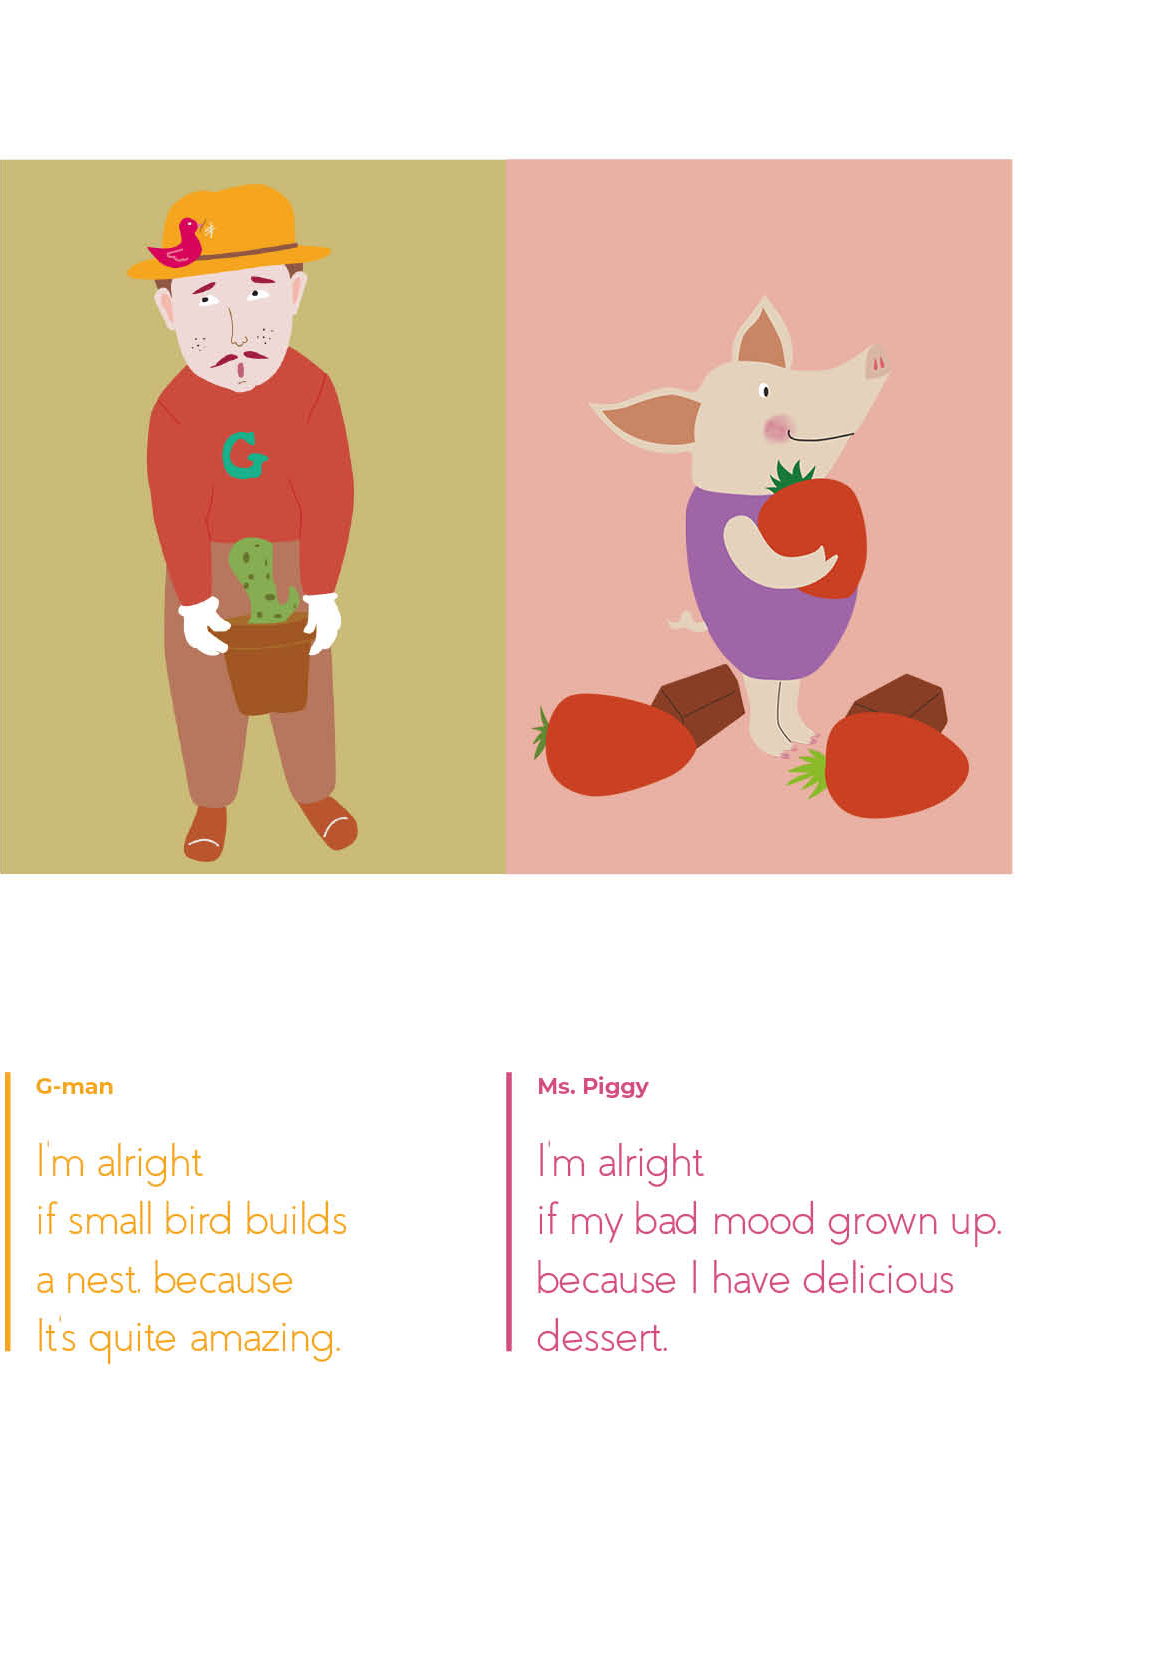 G
G-man
I'm alright
if small bird builds
a nest. because
It's quite amazing.
Ms. Piggy
I'm alright
if my bad mood grown up.
because I have delicious
dessert.